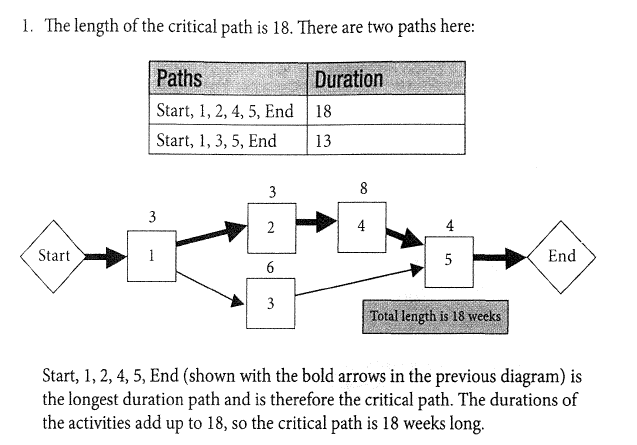 1. The length of the critical path is 18. There are two paths here:
Paths Duration
Start, 1, 2, 4, 5, End 18
Start, 1, 3, 5, End 13
3 8
3 2 4 4
Start 1 5 End
6
3
Total length is 18 weeks
Start, 1, 2, 4, 5, End (shown with the bold arrows in the previous diagram) is
the longest duration path and is therefore the critical path. The durations of
the activities add up to 18, so the critical path is 18 weeks long.